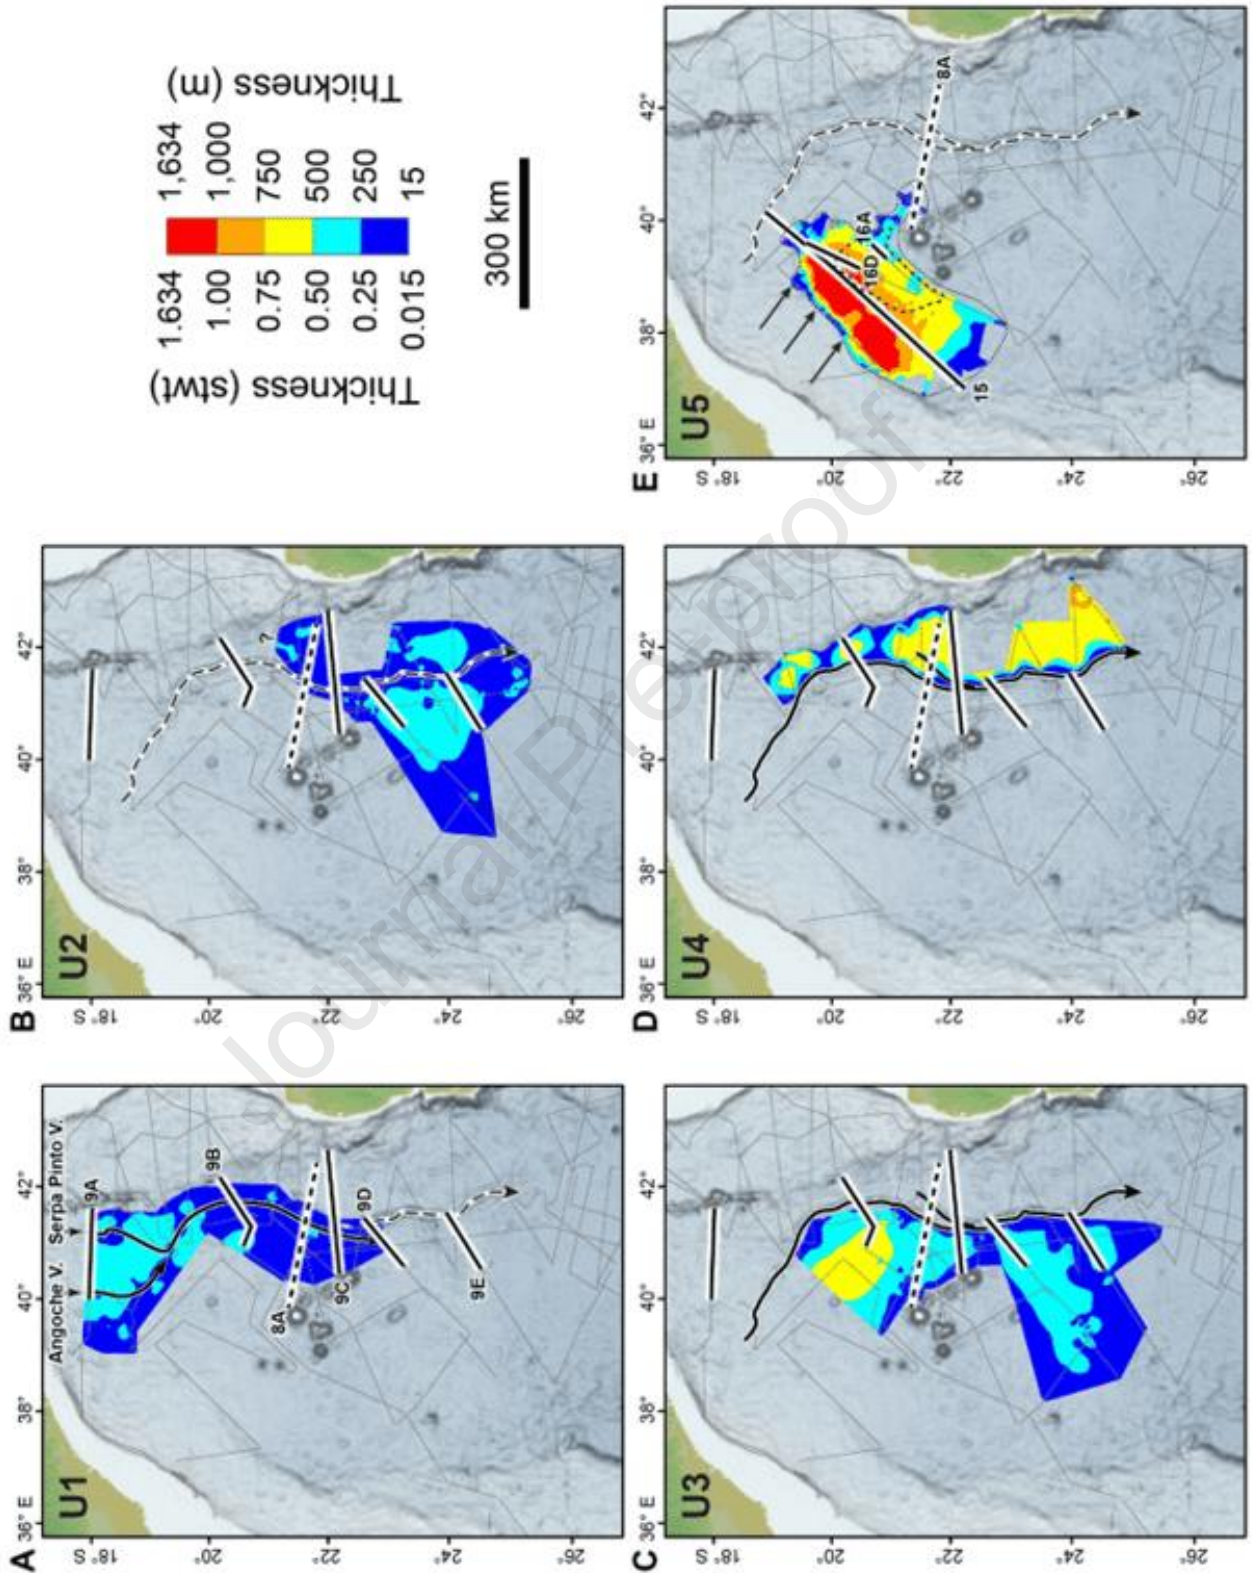 A
U1
Angoche V.
Serpa Pinto V.
9A
9B
8A
9C
9D
9E
36° E
38°
40°
42°
18° S
20°
22°
24°
26°
B
U2
?
36° E
38°
40°
42°
18° S
20°
22°
24°
26°
Thickness (stwt)
Thickness (m)
1.634
1,634
1.00
1,000
0.75
750
0.50
500
0.25
250
0.015
15
300 km
C
U3
36° E
38°
40°
42°
18° S
20°
22°
24°
26°
D
U4
36° E
38°
40°
42°
18° S
20°
22°
24°
26°
E
U5
16A
16D
8A
15
36° E
38°
40°
42°
18° S
20°
22°
24°
26°
Journal Pre-proof